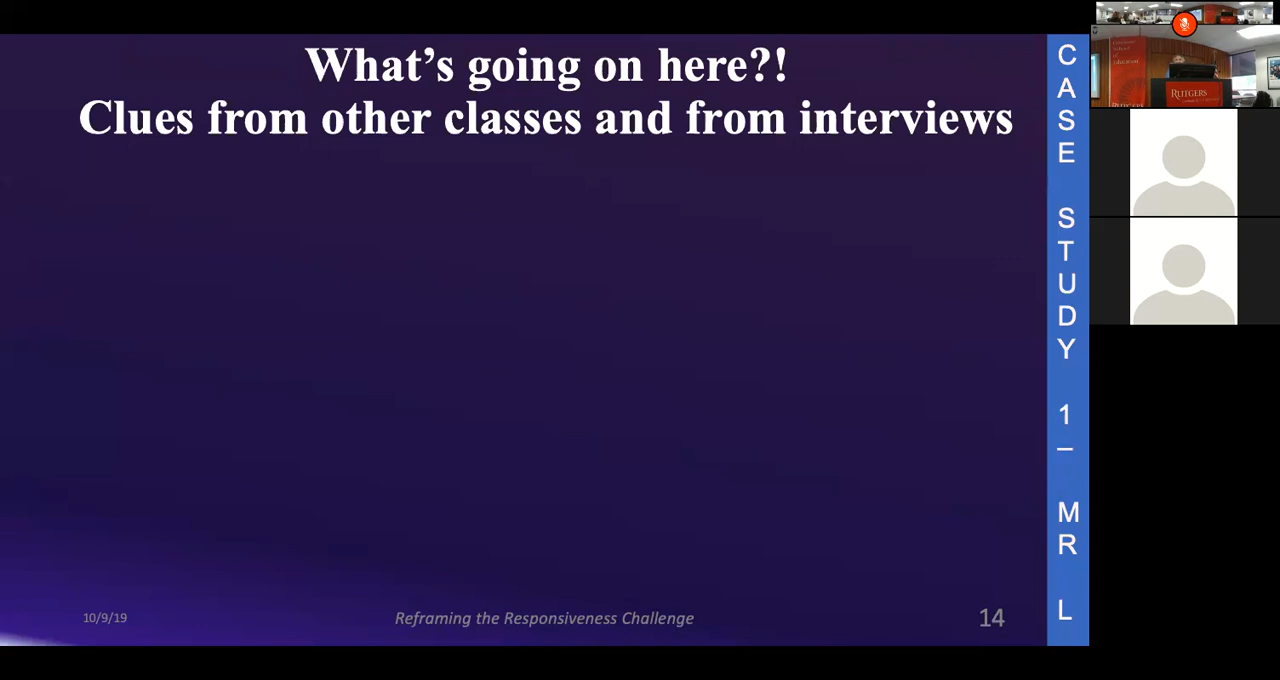 What's going on here?!
Clues from other classes and from interviews
10/9/19
Reframing the Responsiveness Challenge
14
CASE STUDY 1 – MR L
RUTGERS